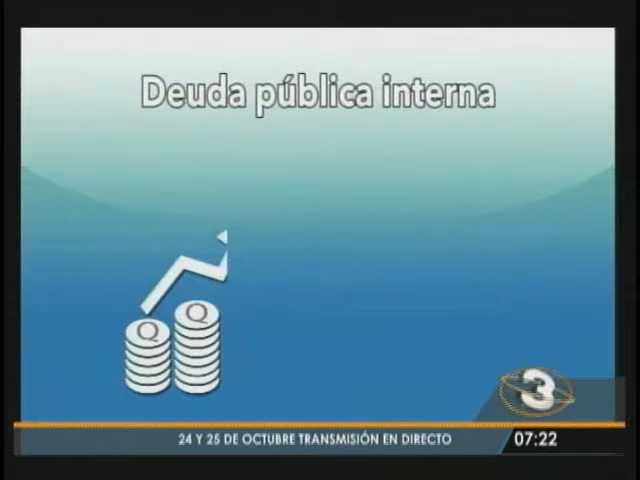 Deuda pública interna
Q Q
3
24 Y 25 DE OCTUBRE TRANSMISIÓN EN DIRECTO
07:22